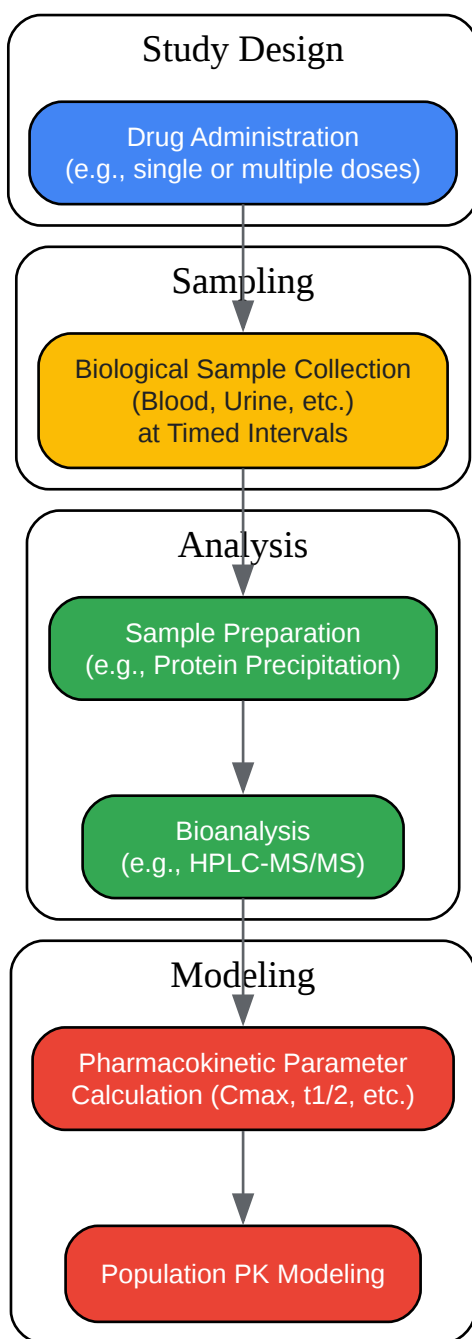 Study Design
Drug Administration
(e.g., single or multiple doses)
Sampling
Biological Sample Collection
(Blood, Urine, etc.)
at Timed Intervals
Analysis
Sample Preparation
(e.g., Protein Precipitation)
Bioanalysis
(e.g., HPLC-MS/MS)
Modeling
Pharmacokinetic Parameter
Calculation (Cmax, t1/2, etc.)
Population PK Modeling